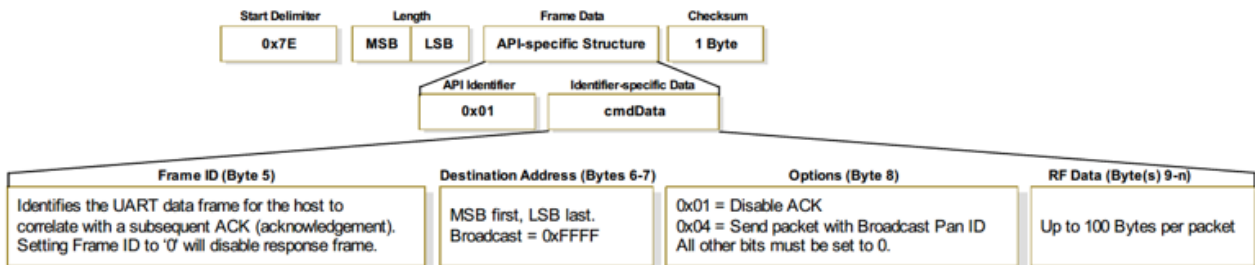 Start Delimiter Length Frame Data Checksum
0x7E MSB LSB API-specific Structure 1 Byte
API Identifier Identifier-specific Data
0x01 cmdData
Frame ID (Byte 5)
Identifies the UART data frame for the host to
correlate with a subsequent ACK (acknowledgement).
Setting Frame ID to ‘0’ will disable response frame.
Destination Address (Bytes 6-7)
MSB first, LSB last.
Broadcast = 0xFFFF
Options (Byte 8)
0x01 = Disable ACK
0x04 = Send packet with Broadcast Pan ID
All other bits must be set to 0.
RF Data (Byte(s) 9-n)
Up to 100 Bytes per packet